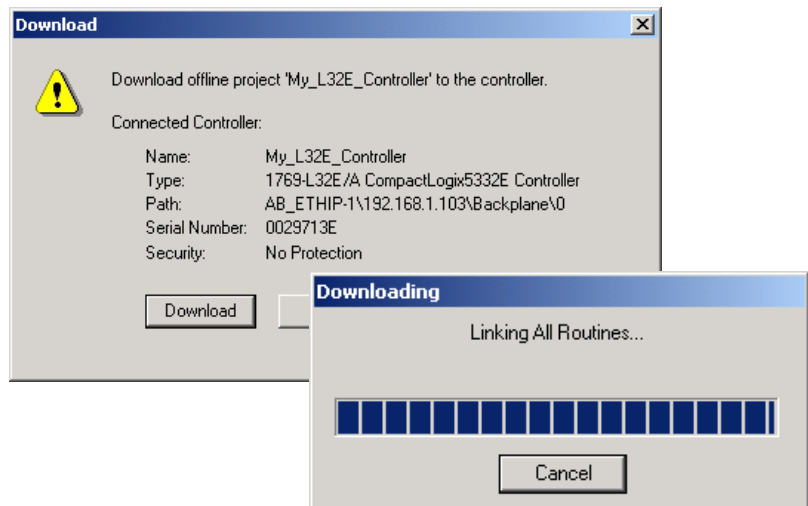 Download
Download offline project 'My_L32E_Controller' to the controller.
Connected Controller:
Name: My_L32E_Controller
Type: 1769-L32E/A CompactLogix5332E Controller
Path: AB_ETHIP-1\192.168.1.103\Backplane\0
Serial Number: 0029713E
Security: No Protection
Download
Downloading
Linking All Routines...
Cancel